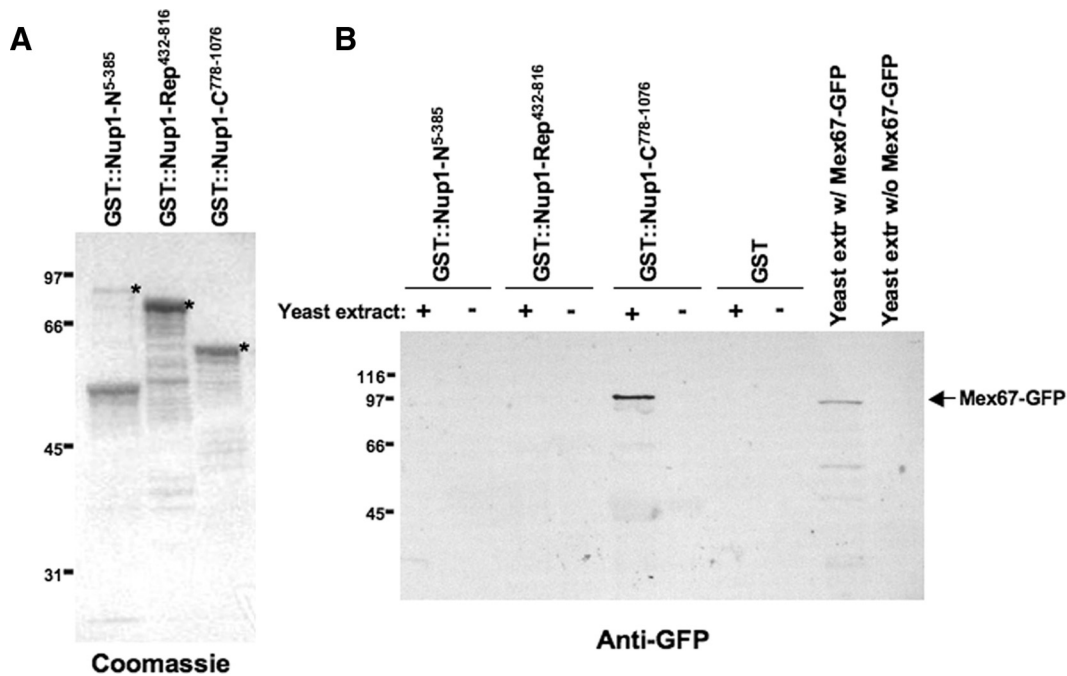 A
GST::Nup1-N5-385
GST::Nup1-Rep432-816
GST::Nup1-C778-1076
97
66
45
31
*
*
*
Coomassie
B
GST::Nup1-N5-385
GST::Nup1-Rep432-816
GST::Nup1-C778-1076
GST
Yeast extr w/ Mex67-GFP
Yeast extr w/o Mex67-GFP
Yeast extract: + - + - + - + -
116
97
66
45
Mex67-GFP
Anti-GFP